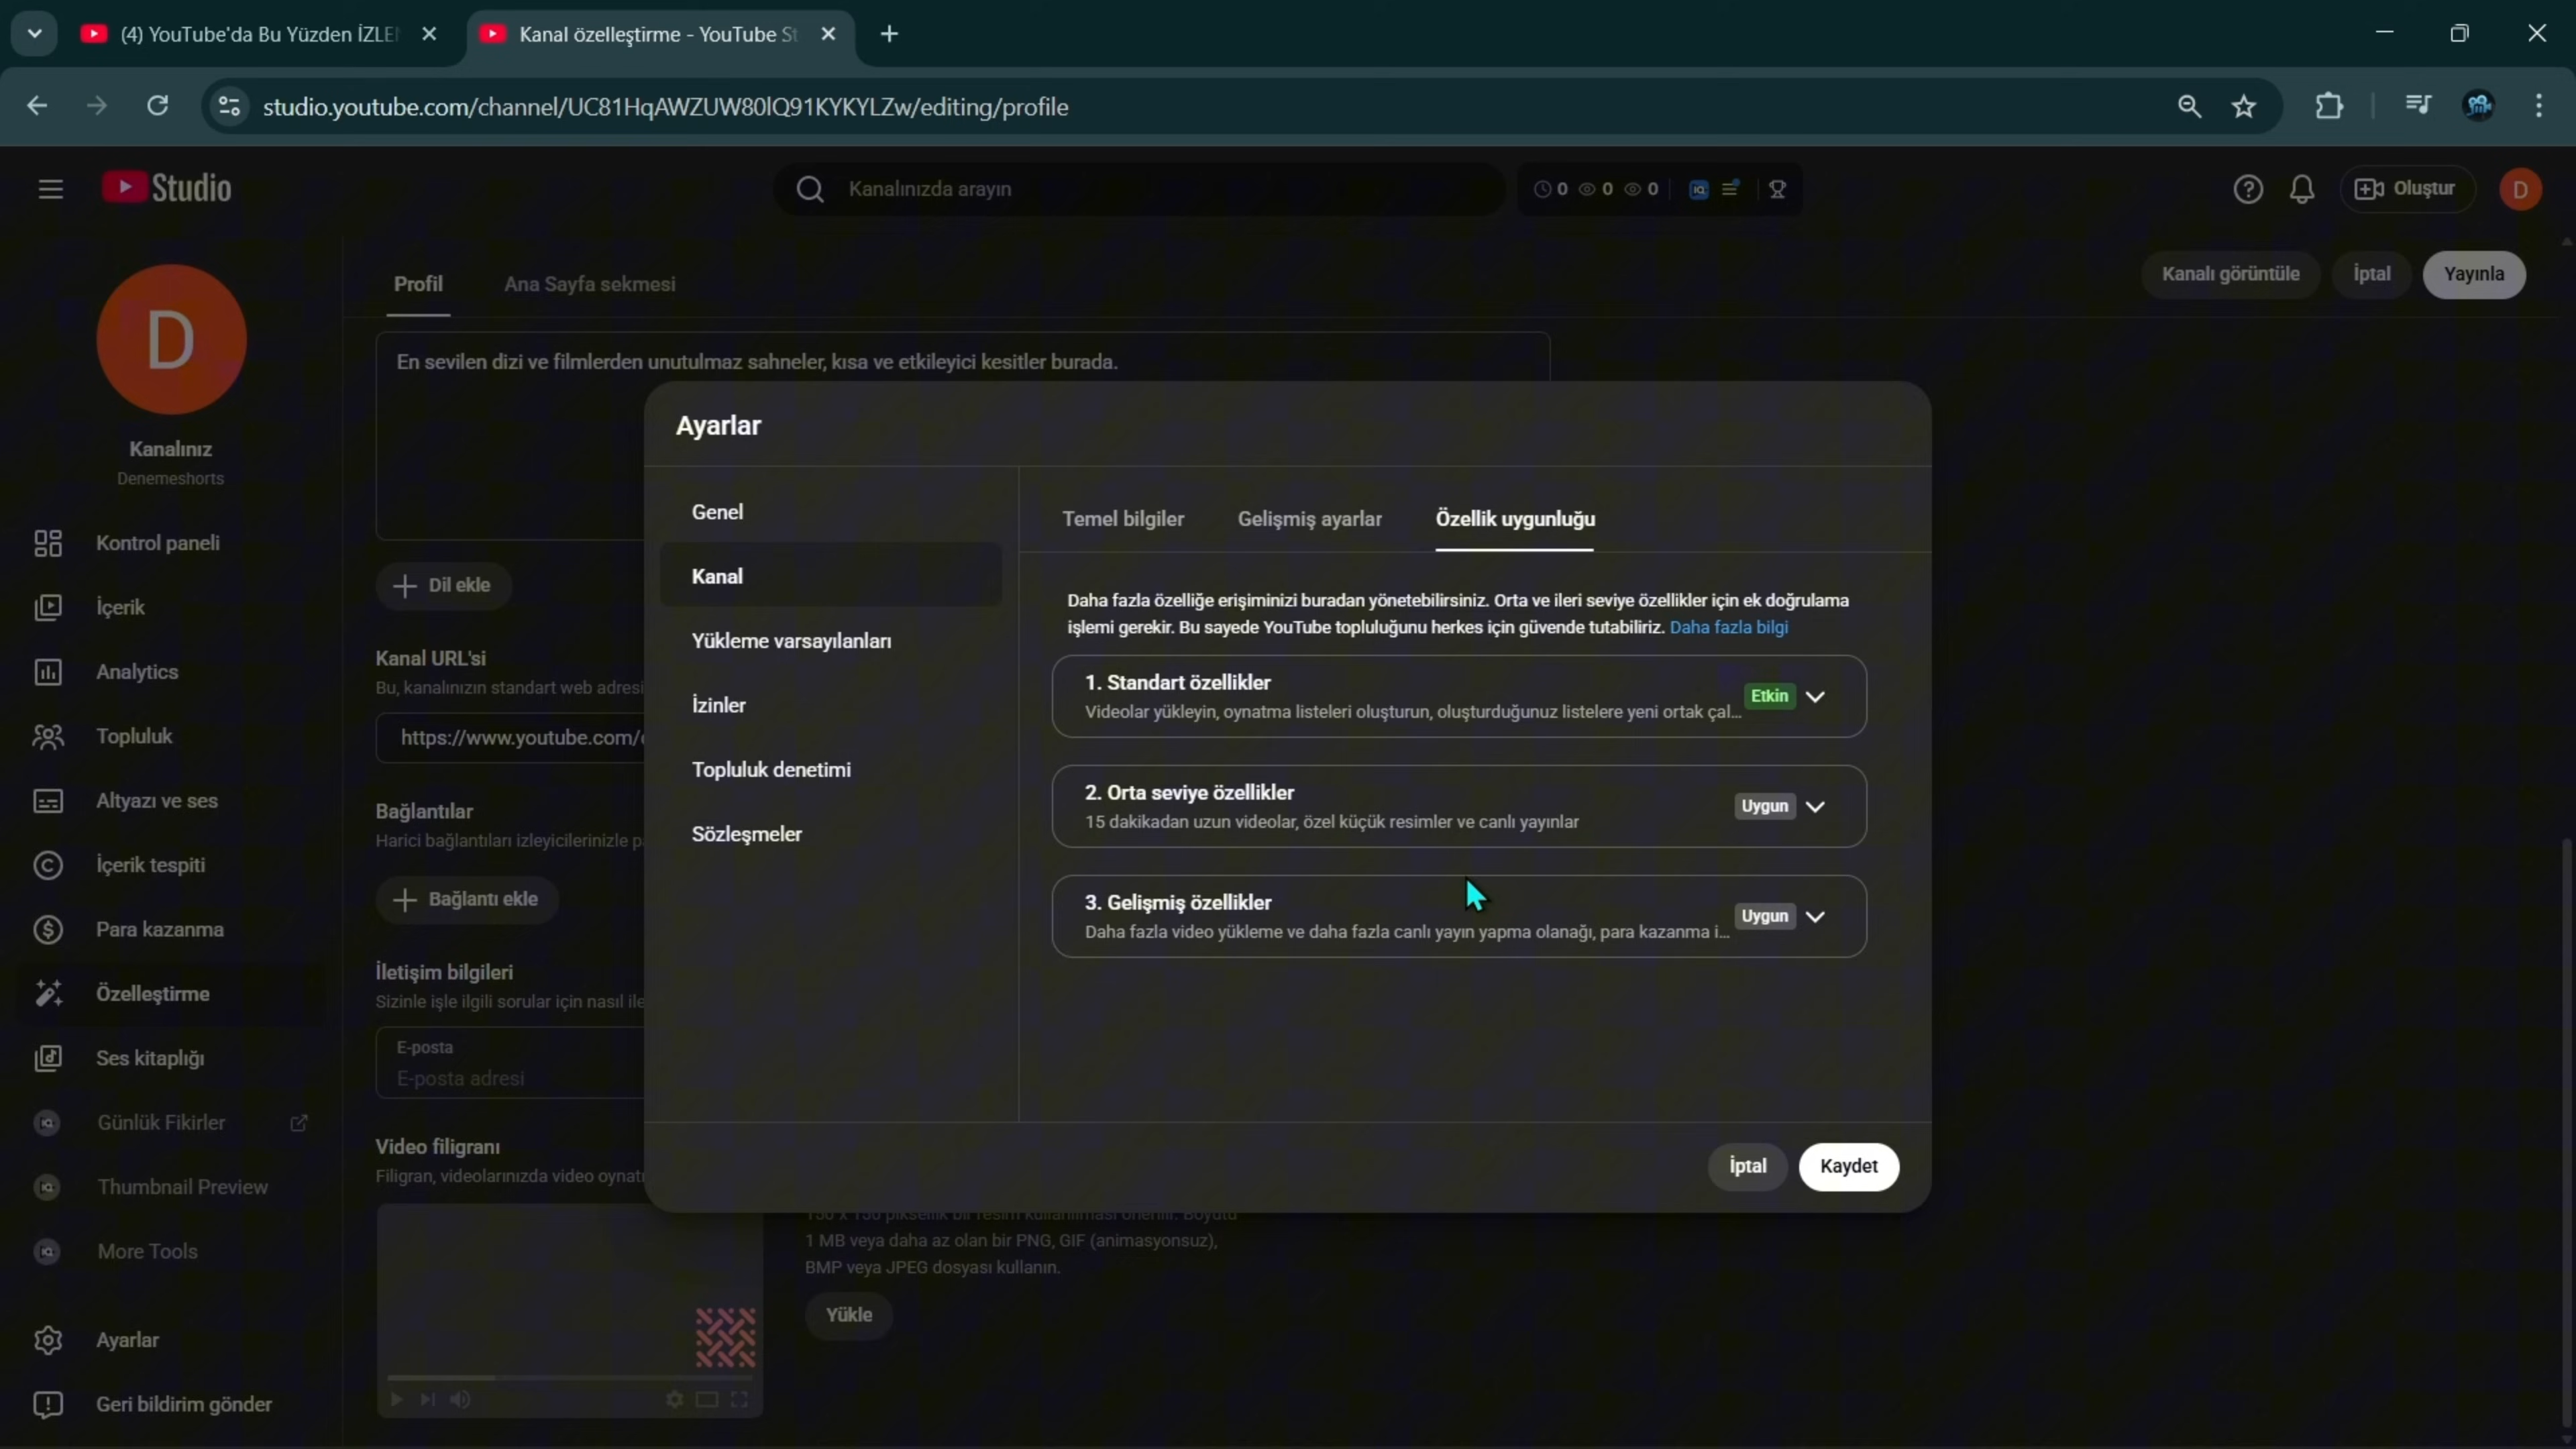 (4) YouTube'da Bu Yüzden İZLEN
Kanal özelleştirme - YouTube St
studio.youtube.com/channel/UC81HqAWZUW80lQ91KYKYLZw/editing/profile
Studio
Kanalınızda arayın
0 0 0
Oluştur
D
D
Kanalınız
Denemeshorts
Kontrol paneli
İçerik
Analytics
Topluluk
Altyazı ve ses
İçerik tespiti
Para kazanma
Özelleştirme
Ses kitaplığı
Günlük Fikirler
Thumbnail Preview
More Tools
Ayarlar
Geri bildirim gönder
Profil
Ana Sayfa sekmesi
Kanalı görüntüle
İptal
Yayınla
En sevilen dizi ve filmlerden unutulmaz sahneler, kısa ve etkileyici kesitler burada.
Dil ekle
Kanal URL'si
Bu, kanalınızın standart web adresi
https://www.youtube.com/
Bağlantılar
Harici bağlantıları izleyicilerinizle
Bağlantı ekle
İletişim bilgileri
Sizinle işle ilgili sorular için nasıl
E-posta
E-posta adresi
Video filigranı
Filigran, videolarınızda video
150 x 150 piksellik bir resim kullanılması önerilir. Boyutu
1 MB veya daha az olan bir PNG, GIF (animasyonsuz),
BMP veya JPEG dosyası kullanın.
Yükle
Ayarlar
Genel
Kanal
Yükleme varsayılanları
İzinler
Topluluk denetimi
Sözleşmeler
Temel bilgiler
Gelişmiş ayarlar
Özellik uygunluğu
Daha fazla özelliğe erişiminizi buradan yönetebilirsiniz. Orta ve ileri seviye özellikler için ek doğrulama
işlemi gerekir. Bu sayede YouTube topluluğunu herkes için güvende tutabiliriz. Daha fazla bilgi
1. Standart özellikler
Videolar yükleyin, oynatma listeleri oluşturun, oluşturduğunuz listelere yeni ortak çal...
Etkin
2. Orta seviye özellikler
15 dakikadan uzun videolar, özel küçük resimler ve canlı yayınlar
Uygun
3. Gelişmiş özellikler
Daha fazla video yükleme ve daha fazla canlı yayın yapma olanağı, para kazanma i...
Uygun
İptal
Kaydet